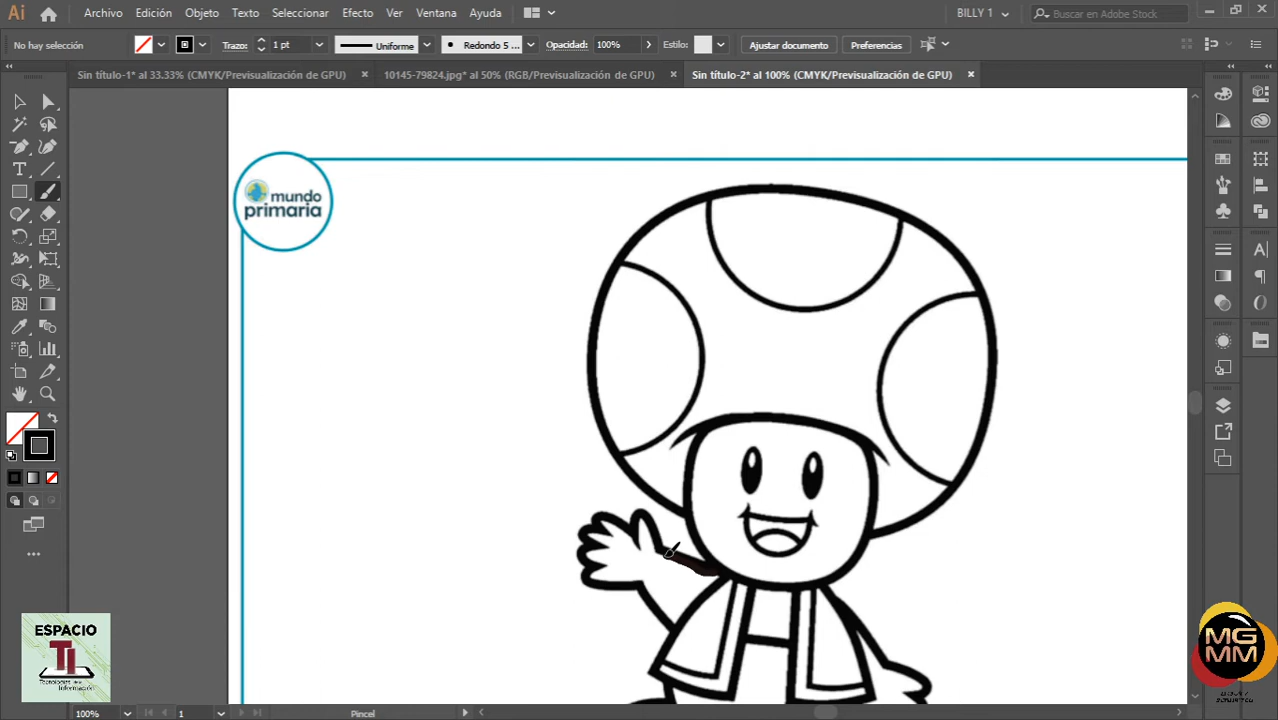 Ai Archivo Edición Objeto Texto Seleccionar Efecto Ver Ventana Ayuda BILLY 1 Buscar en Adobe Stock
No hay selección Trazo: 1 pt Uniforme Redondo 5 ... Opacidad: 100% Estilo: Ajustar documento Preferencias
Sin título-1* al 33.33% (CMYK/Previsualización de GPU) 10145-79824.jpg* al 50% (RGB/Previsualización de GPU) Sin título-2* al 100% (CMYK/Previsualización de GPU)
mundo
primaria
ESPACIO
TI
MG
MM
100% 1 Pincel